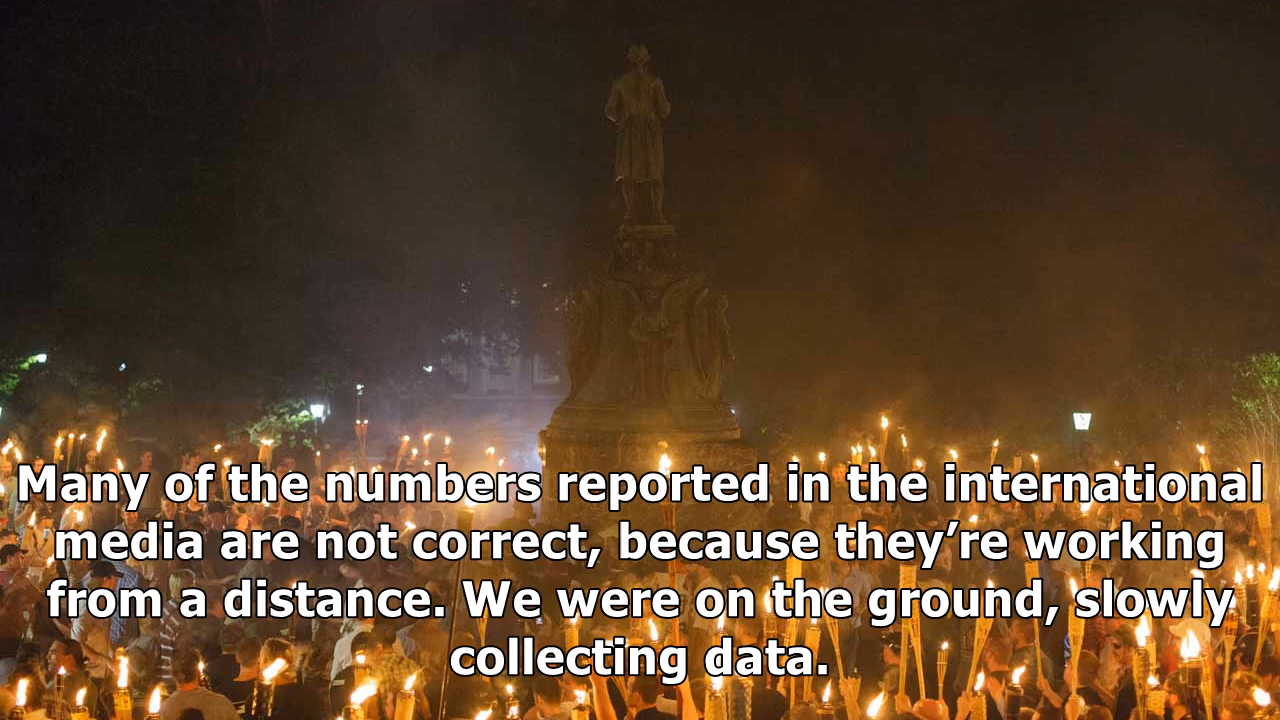 Many of the numbers reported in the international
media are not correct, because they’re working
from a distance. We were on the ground, slowly
collecting data.